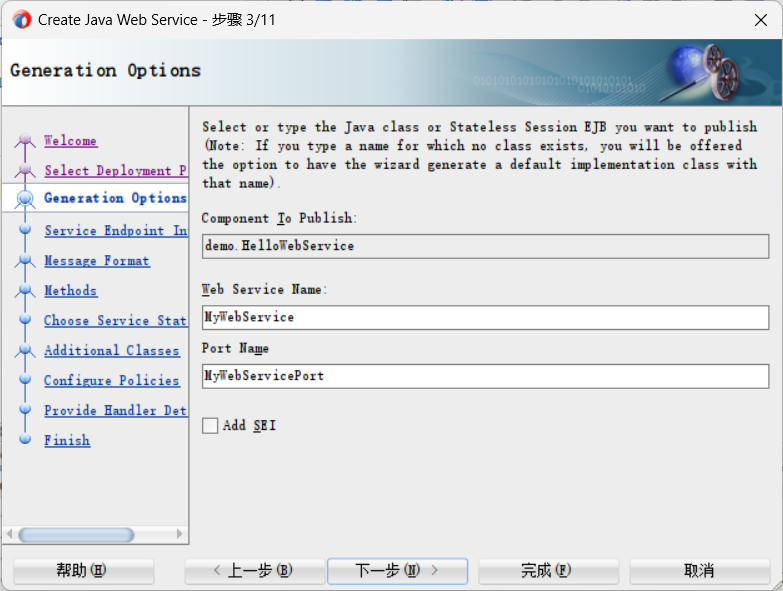 Create Java Web Service - 步骤 3/11
Generation Options
010101010101010101010101
01010101010
Welcome
Select Deployment P
Generation Options
Service Endpoint In
Message Format
Methods
Choose Service Stat
Additional Classes
Configure Policies
Provide Handler Det
Finish
Select or type the Java class or Stateless Session EJB you want to publish
(Note: If you type a name for which no class exists, you will be offered
the option to have the wizard generate a default implementation class with
that name).
Component To Publish:
demo.HelloWebService
Web Service Name:
MyWebService
Port Name
MyWebServicePort
Add SEI
帮助(H)
< 上一步(B)
下一步(N) >
完成(F)
取消